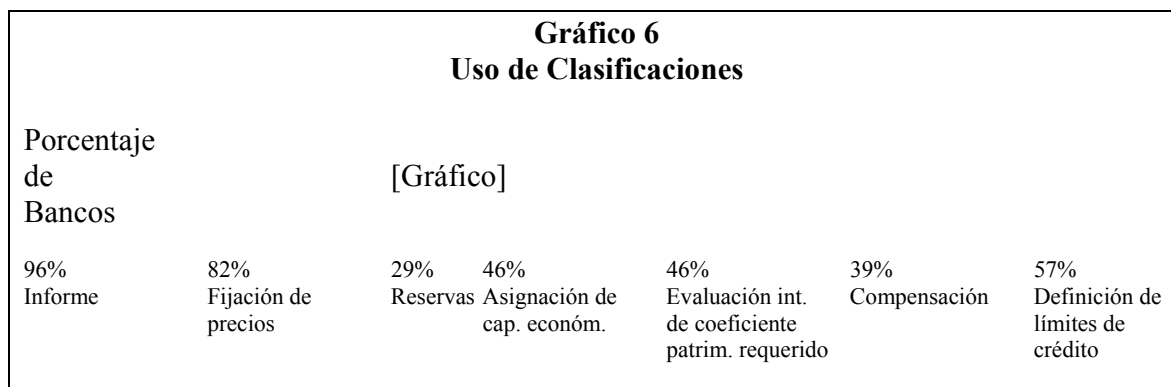 Gráfico 6
Uso de Clasificaciones
Porcentaje
de
Bancos
[Gráfico]
96% 82% 29% 46% 46% 39% 57%
Informe Fijación de Reservas Asignación de Evaluación int. Compensación Definición de
precios cap. económ. de coeficiente límites de
patrim. requerido crédito